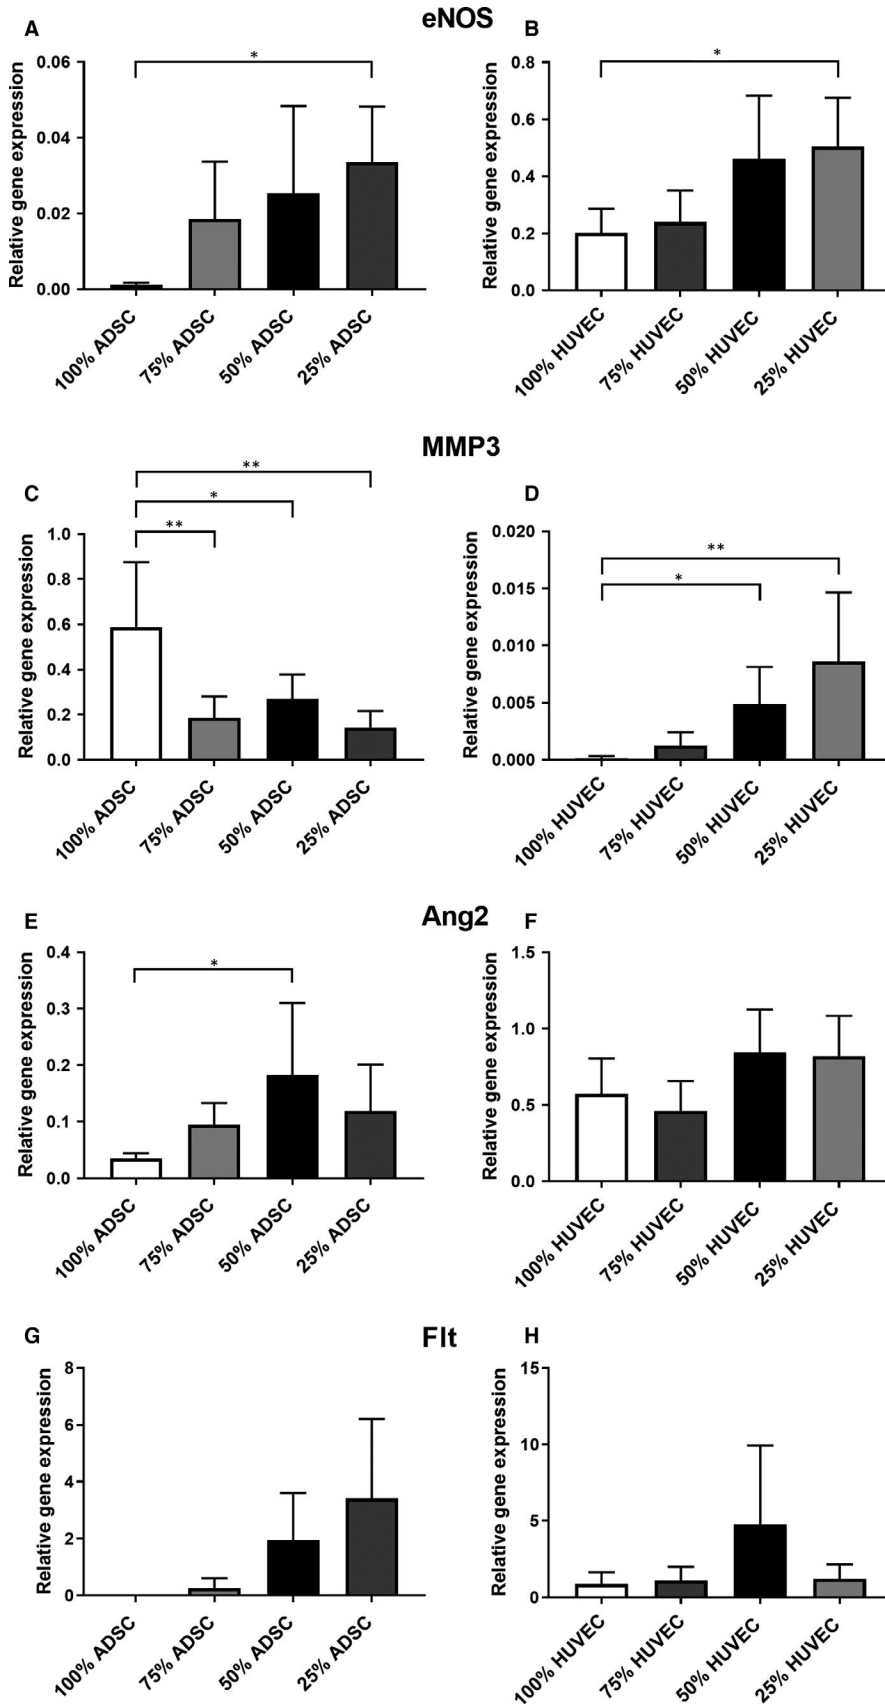 eNOS
A
*
Relative gene expression
0.06
0.04
0.02
0.00
100% ADSC
75% ADSC
50% ADSC
25% ADSC
B
*
Relative gene expression
0.8
0.6
0.4
0.2
0.0
100% HUVEC
75% HUVEC
50% HUVEC
25% HUVEC
MMP3
C
**
*
**
Relative gene expression
1.0
0.8
0.6
0.4
0.2
0.0
100% ADSC
75% ADSC
50% ADSC
25% ADSC
D
**
*
Relative gene expression
0.020
0.015
0.010
0.005
0.000
100% HUVEC
75% HUVEC
50% HUVEC
25% HUVEC
Ang2
E
*
Relative gene expression
0.4
0.3
0.2
0.1
0.0
100% ADSC
75% ADSC
50% ADSC
25% ADSC
F
Relative gene expression
1.5
1.0
0.5
0.0
100% HUVEC
75% HUVEC
50% HUVEC
25% HUVEC
Flt
G
Relative gene expression
8
6
4
2
0
100% ADSC
75% ADSC
50% ADSC
25% ADSC
H
Relative gene expression
15
10
5
0
100% HUVEC
75% HUVEC
50% HUVEC
25% HUVEC